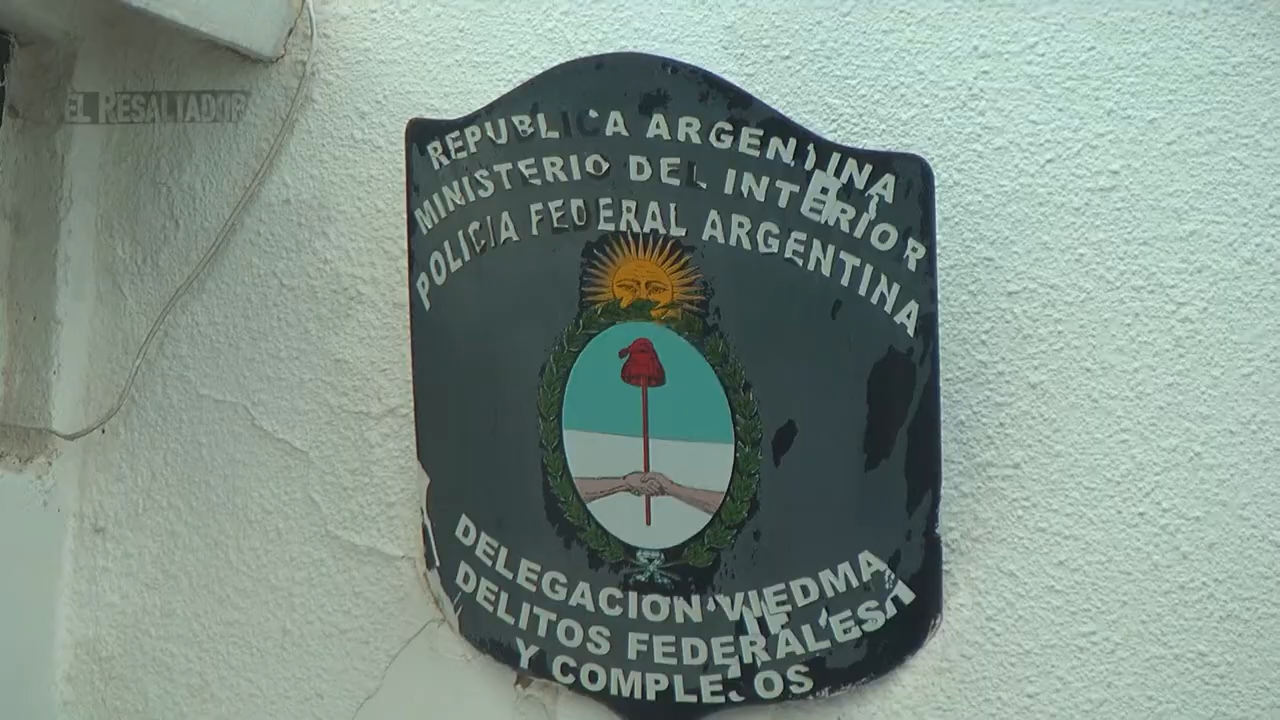 EL RESALTADOR
REPUBLICA ARGENTINA
MINISTERIO DEL INTERIOR
POLICIA FEDERAL ARGENTINA
DELEGACION VIEDMA
DELITOS FEDERALES
Y COMPLEJOS